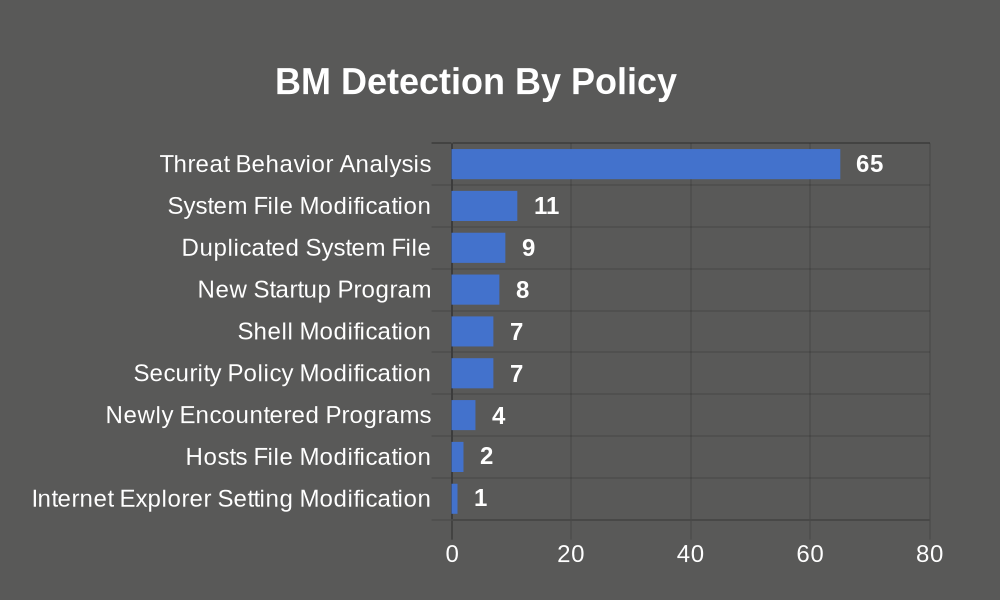 BM Detection By Policy
Threat Behavior Analysis 65
System File Modification 11
Duplicated System File 9
New Startup Program 8
Shell Modification 7
Security Policy Modification 7
Newly Encountered Programs 4
Hosts File Modification 2
Internet Explorer Setting Modification 1
0 20 40 60 80